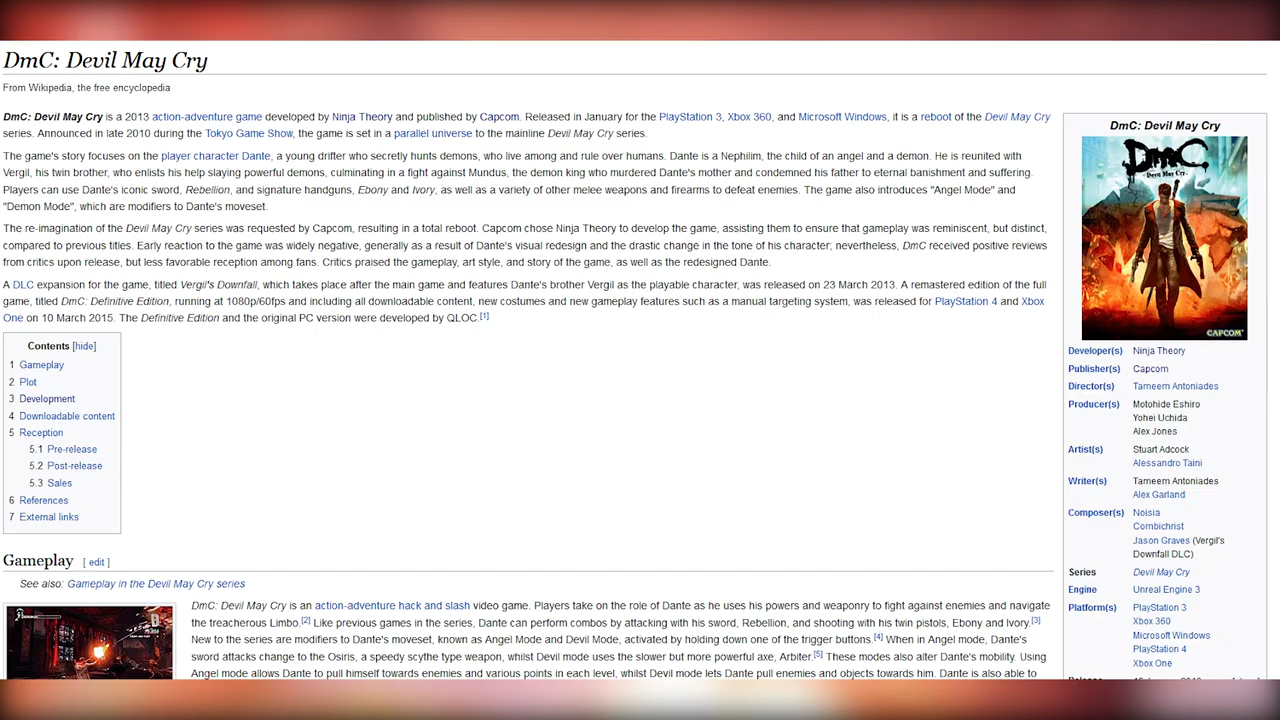 DmC: Devil May Cry
From Wikipedia, the free encyclopedia
DmC: Devil May Cry is a 2013 action-adventure game developed by Ninja Theory and published by Capcom. Released in January for the PlayStation 3, Xbox 360, and Microsoft Windows, it is a reboot of the Devil May Cry
series. Announced in late 2010 during the Tokyo Game Show, the game is set in a parallel universe to the mainline Devil May Cry series.
The game's story focuses on the player character Dante, a young drifter who secretly hunts demons, who live among and rule over humans. Dante is a Nephilim, the child of an angel and a demon. He is reunited with
Vergil, his twin brother, who enlists his help slaying powerful demons, culminating in a fight against Mundus, the demon king who murdered Dante's mother and condemned his father to eternal banishment and suffering.
Players can use Dante's iconic sword, Rebellion, and signature handguns, Ebony and Ivory, as well as a variety of other melee weapons and firearms to defeat enemies. The game also introduces "Angel Mode" and
"Demon Mode", which are modifiers to Dante's moveset.
The re-imagination of the Devil May Cry series was requested by Capcom, resulting in a total reboot. Capcom chose Ninja Theory to develop the game, assisting them to ensure that gameplay was reminiscent, but distinct,
compared to previous titles. Early reaction to the game was widely negative, generally as a result of Dante's visual redesign and the drastic change in the tone of his character; nevertheless, DmC received positive reviews
from critics upon release, but less favorable reception among fans. Critics praised the gameplay, art style, and story of the game, as well as the redesigned Dante.
A DLC expansion for the game, titled Vergil's Downfall, which takes place after the main game and features Dante's brother Vergil as the playable character, was released on 23 March 2013. A remastered edition of the full
game, titled DmC: Definitive Edition, running at 1080p/60fps and including all downloadable content, new costumes and new gameplay features such as a manual targeting system, was released for PlayStation 4 and Xbox
One on 10 March 2015. The Definitive Edition and the original PC version were developed by QLOC.[1]
Contents [hide]
1 Gameplay
2 Plot
3 Development
4 Downloadable content
5 Reception
5.1 Pre-release
5.2 Post-release
5.3 Sales
6 References
7 External links
Gameplay [ edit ]
See also: Gameplay in the Devil May Cry series
DmC: Devil May Cry is an action-adventure hack and slash video game. Players take on the role of Dante as he uses his powers and weaponry to fight against enemies and navigate
the treacherous Limbo.[2] Like previous games in the series, Dante can perform combos by attacking with his sword, Rebellion, and shooting with his twin pistols, Ebony and Ivory.[3]
New to the series are modifiers to Dante's moveset, known as Angel Mode and Devil Mode, activated by holding down one of the trigger buttons.[4] When in Angel mode, Dante's
sword attacks change to the Osiris, a speedy scythe type weapon, whilst Devil mode uses the slower but more powerful axe, Arbiter.[5] These modes also alter Dante's mobility. Using
Angel mode allows Dante to pull himself towards enemies and various points in each level, whilst Devil mode lets Dante pull enemies and objects towards him. Dante is also able to
DmC: Devil May Cry
DmC
Devil May Cry
CAPCOM
Developer(s) Ninja Theory
Publisher(s) Capcom
Director(s) Tameem Antoniades
Producer(s) Motohide Eshiro
Yohei Uchida
Alex Jones
Artist(s) Stuart Adcock
Alessandro Taini
Writer(s) Tameem Antoniades
Alex Garland
Composer(s) Noisia
Combichrist
Jason Graves (Vergil's
Downfall DLC)
Series Devil May Cry
Engine Unreal Engine 3
Platform(s) PlayStation 3
Xbox 360
Microsoft Windows
PlayStation 4
Xbox One